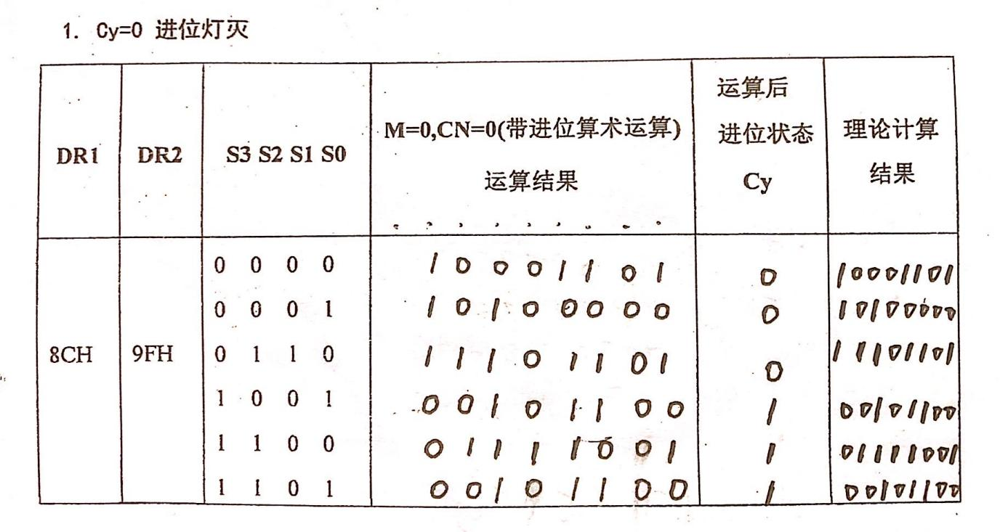 1. Cy=0 进位灯灭
DR1 DR2 S3 S2 S1 S0 M=0,CN=0(带进位算术运算) 运算结果 运算后 进位状态 Cy 理论计算 结果
8CH 9FH
0 0 0 0 1 0 0 0 1 1 0 1 0 10001101
0 0 0 1 1 0 1 0 0 0 0 0 0 10100000
0 1 1 0 1 1 1 0 1 1 0 1 0 11101101
1 0 0 1 0 0 1 0 1 1 0 0 1 00101100
1 1 0 0 0 1 1 1 1 0 0 1 1 01111001
1 1 0 1 0 0 1 0 1 1 0 0 1 00101100